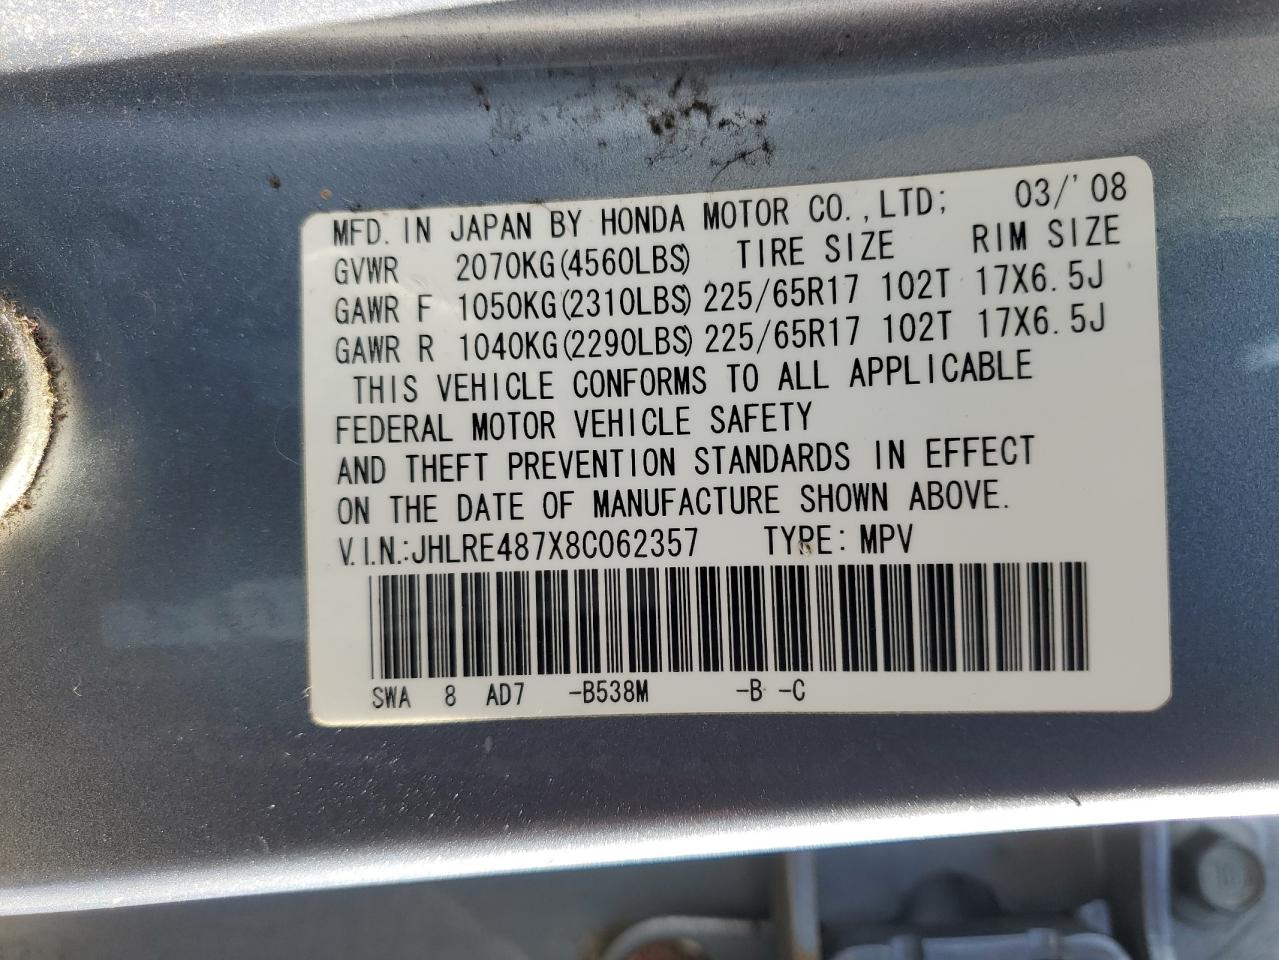 MFD. IN JAPAN BY HONDA MOTOR CO., LTD; 03/'08
GVWR 2070KG(4560LBS) TIRE SIZE RIM SIZE
GAWR F 1050KG(2310LBS) 225/65R17 102T 17X6.5J
GAWR R 1040KG(2290LBS) 225/65R17 102T 17X6.5J
THIS VEHICLE CONFORMS TO ALL APPLICABLE
FEDERAL MOTOR VEHICLE SAFETY
AND THEFT PREVENTION STANDARDS IN EFFECT
ON THE DATE OF MANUFACTURE SHOWN ABOVE.
V.I.N.:JHLRE487X8C062357 TYPE: MPV
SWA 8 AD7 -B538M -B -C